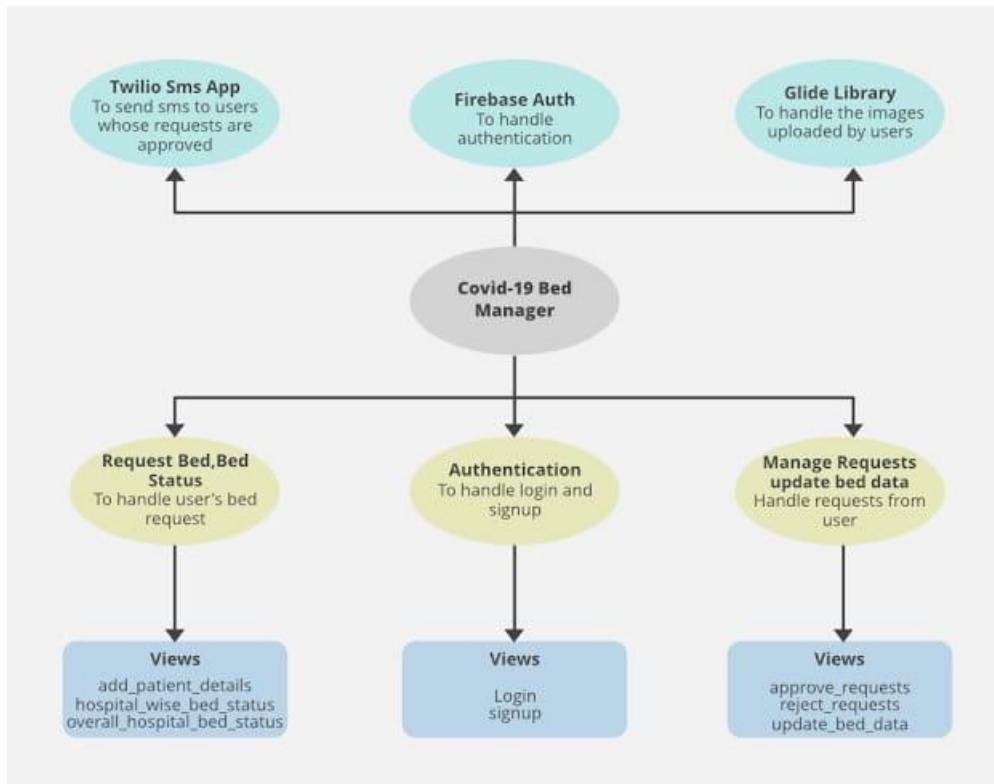 Twilio Sms App
To send sms to users
whose requests are
approved
Firebase Auth
To handle
authentication
Glide Library
To handle the images
uploaded by users
Covid-19 Bed
Manager
Request Bed,Bed
Status
To handle user's bed
request
Authentication
To handle login and
signup
Manage Requests
update bed data
Handle requests from
user
Views
add_patient_details
hospital_wise_bed_status
overall_hospital_bed_status
Views
Login
signup
Views
approve_requests
reject_requests
update_bed_data